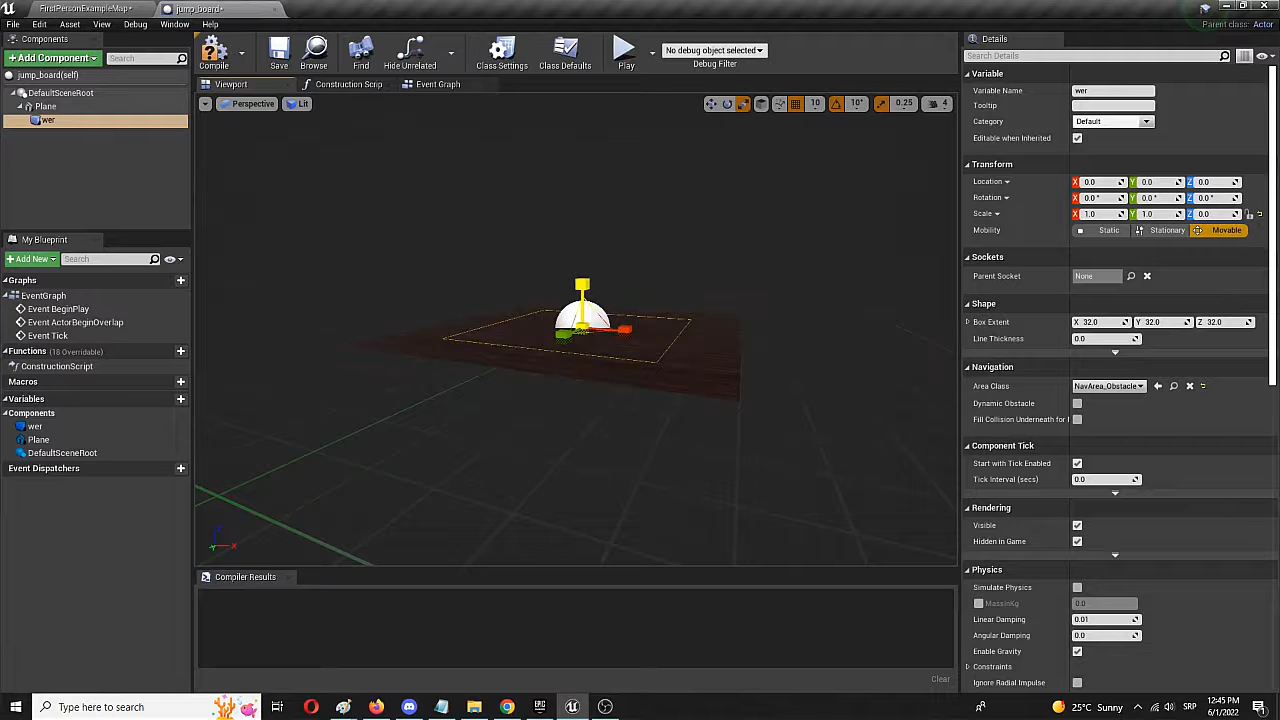 FirstPersonExampleMap*
jump_board*
File Edit Asset View Debug Window Help
Parent class: Actor
Components
+ Add Component
Search
jump_board(self)
DefaultSceneRoot
Plane
wer
Compile
Save
Browse
Find
Hide Unrelated
Class Settings
Class Defaults
Play
No debug object selected
Debug Filter
Viewport
Construction Scrip
Event Graph
Perspective
Lit
10
10°
0.25
4
My Blueprint
+ Add New
Search
Graphs
EventGraph
Event BeginPlay
Event ActorBeginOverlap
Event Tick
Functions (18 Overridable)
ConstructionScript
Macros
Variables
Components
wer
Plane
DefaultSceneRoot
Event Dispatchers
Compiler Results
Clear
Details
Search Details
Variable
Variable Name wer
Tooltip
Category Default
Editable when Inherited
Transform
Location X 0.0 Y 0.0 Z 0.0
Rotation X 0.0° Y 0.0° Z 0.0°
Scale X 1.0 Y 1.0 Z 0.0
Mobility Static Stationary Movable
Sockets
Parent Socket None
Shape
Box Extent X 32.0 Y 32.0 Z 32.0
Line Thickness 0.0
Navigation
Area Class NavArea_Obstacle
Dynamic Obstacle
Fill Collision Underneath for
Component Tick
Start with Tick Enabled
Tick Interval (secs) 0.0
Rendering
Visible
Hidden in Game
Physics
Simulate Physics
MassInKg 0.0
Linear Damping 0.01
Angular Damping 0.0
Enable Gravity
Constraints
Ignore Radial Impulse
Type here to search
25°C Sunny
SRP
12:45 PM
6/1/2022